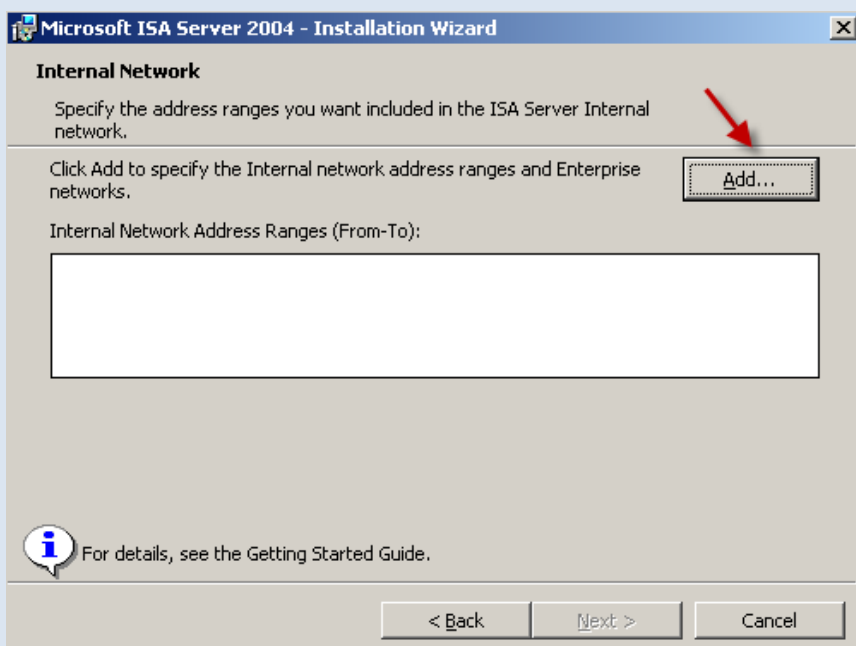 Microsoft ISA Server 2004 - Installation Wizard
Internal Network
Specify the address ranges you want included in the ISA Server Internal
network.
Click Add to specify the Internal network address ranges and Enterprise
networks.
Add...
Internal Network Address Ranges (From-To):
For details, see the Getting Started Guide.
< Back
Next >
Cancel